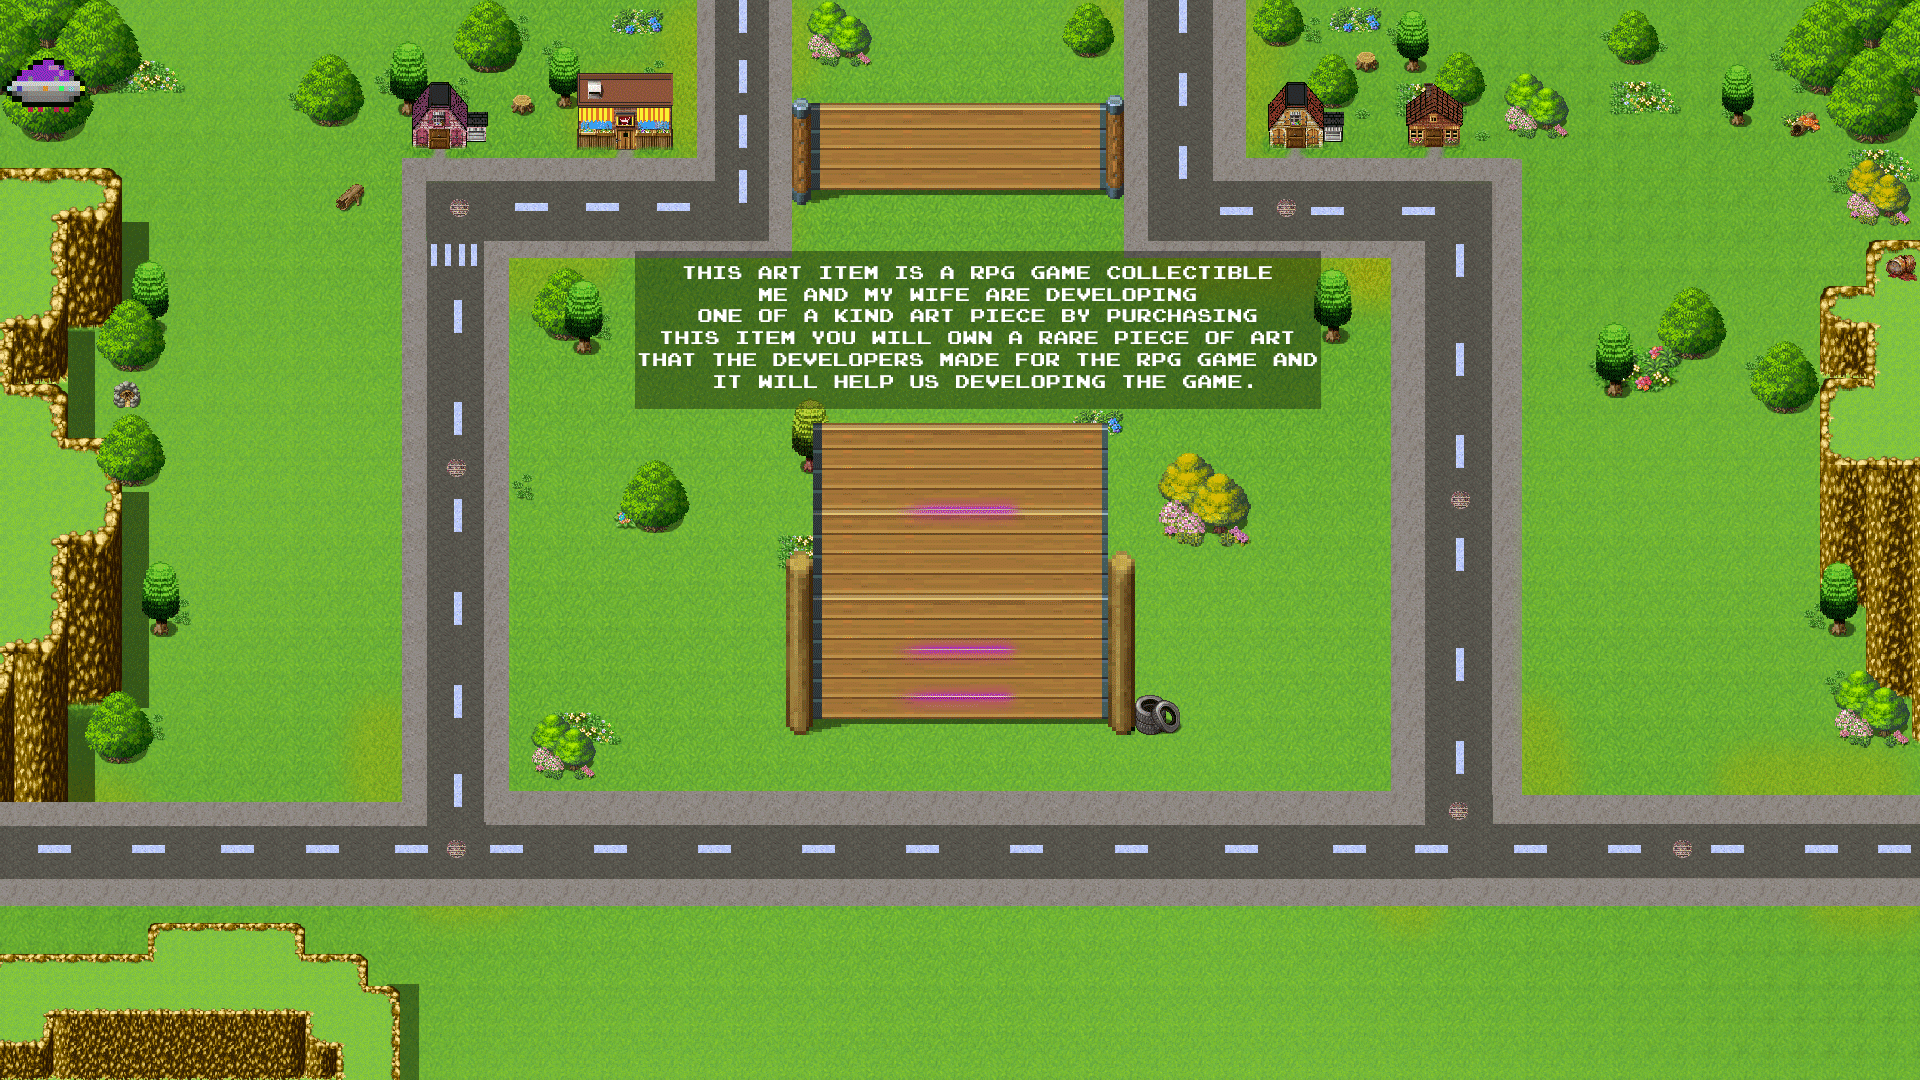 THIS ART ITEM IS A RPG GAME COLLECTIBLE
ME AND MY WIFE ARE DEVELOPING
ONE OF A KIND ART PIECE BY PURCHASING
THIS ITEM YOU WILL OWN A RARE PIECE OF ART
THAT THE DEVELOPERS MADE FOR THE RPG GAME AND
IT WILL HELP US DEVELOPING THE GAME.